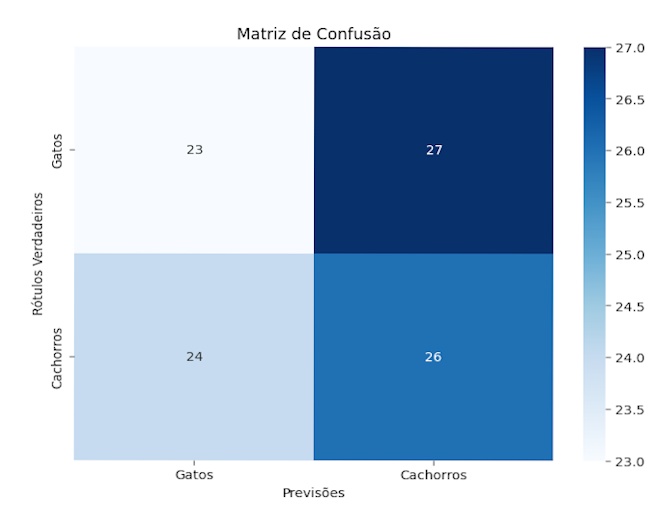 Matriz de Confusão
27.0
26.5
26.0
25.5
25.0
24.5
24.0
23.5
23.0
Rótulos Verdadeiros
Gatos
23
27
Cachorros
24
26
Gatos
Cachorros
Previsões